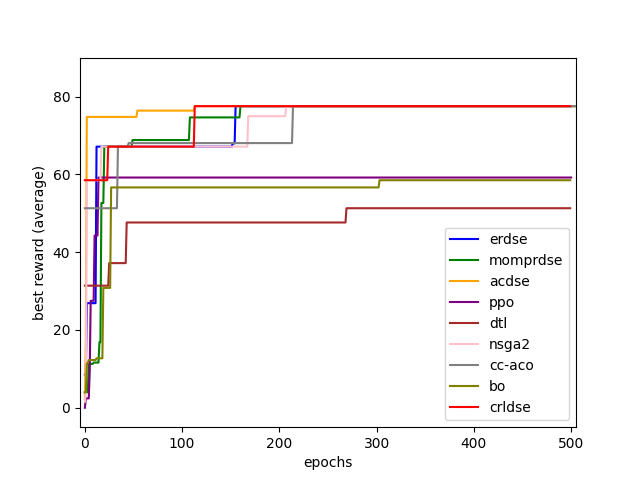 80
60
40
20
0
best reward (average)
0 100 200 300 400 500
epochs
erdse
momprdse
acdse
ppo
dtl
nsga2
cc-aco
bo
crldse